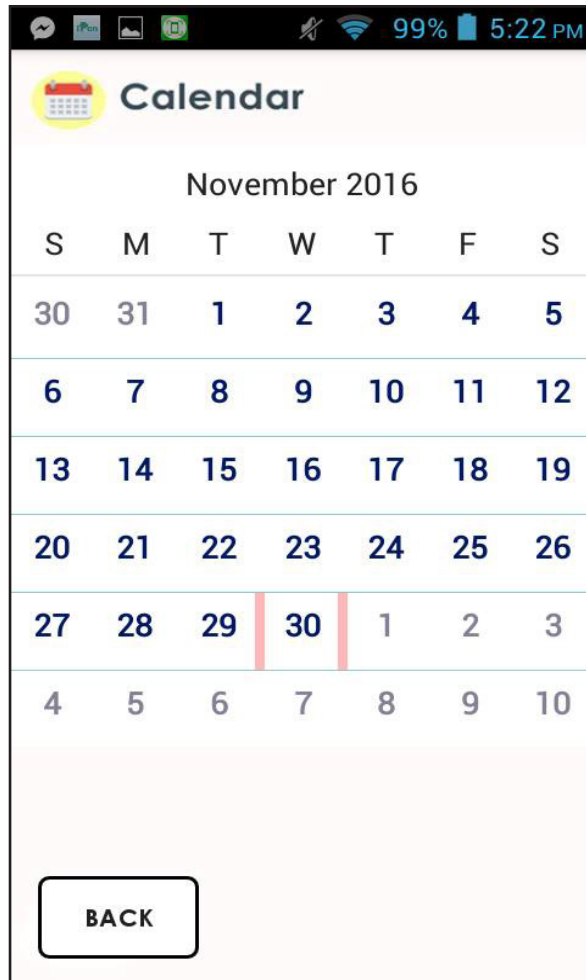 99% 5:22 PM
Calendar
November 2016
S M T W T F S
30 31 1 2 3 4 5
6 7 8 9 10 11 12
13 14 15 16 17 18 19
20 21 22 23 24 25 26
27 28 29 30 1 2 3
4 5 6 7 8 9 10
BACK